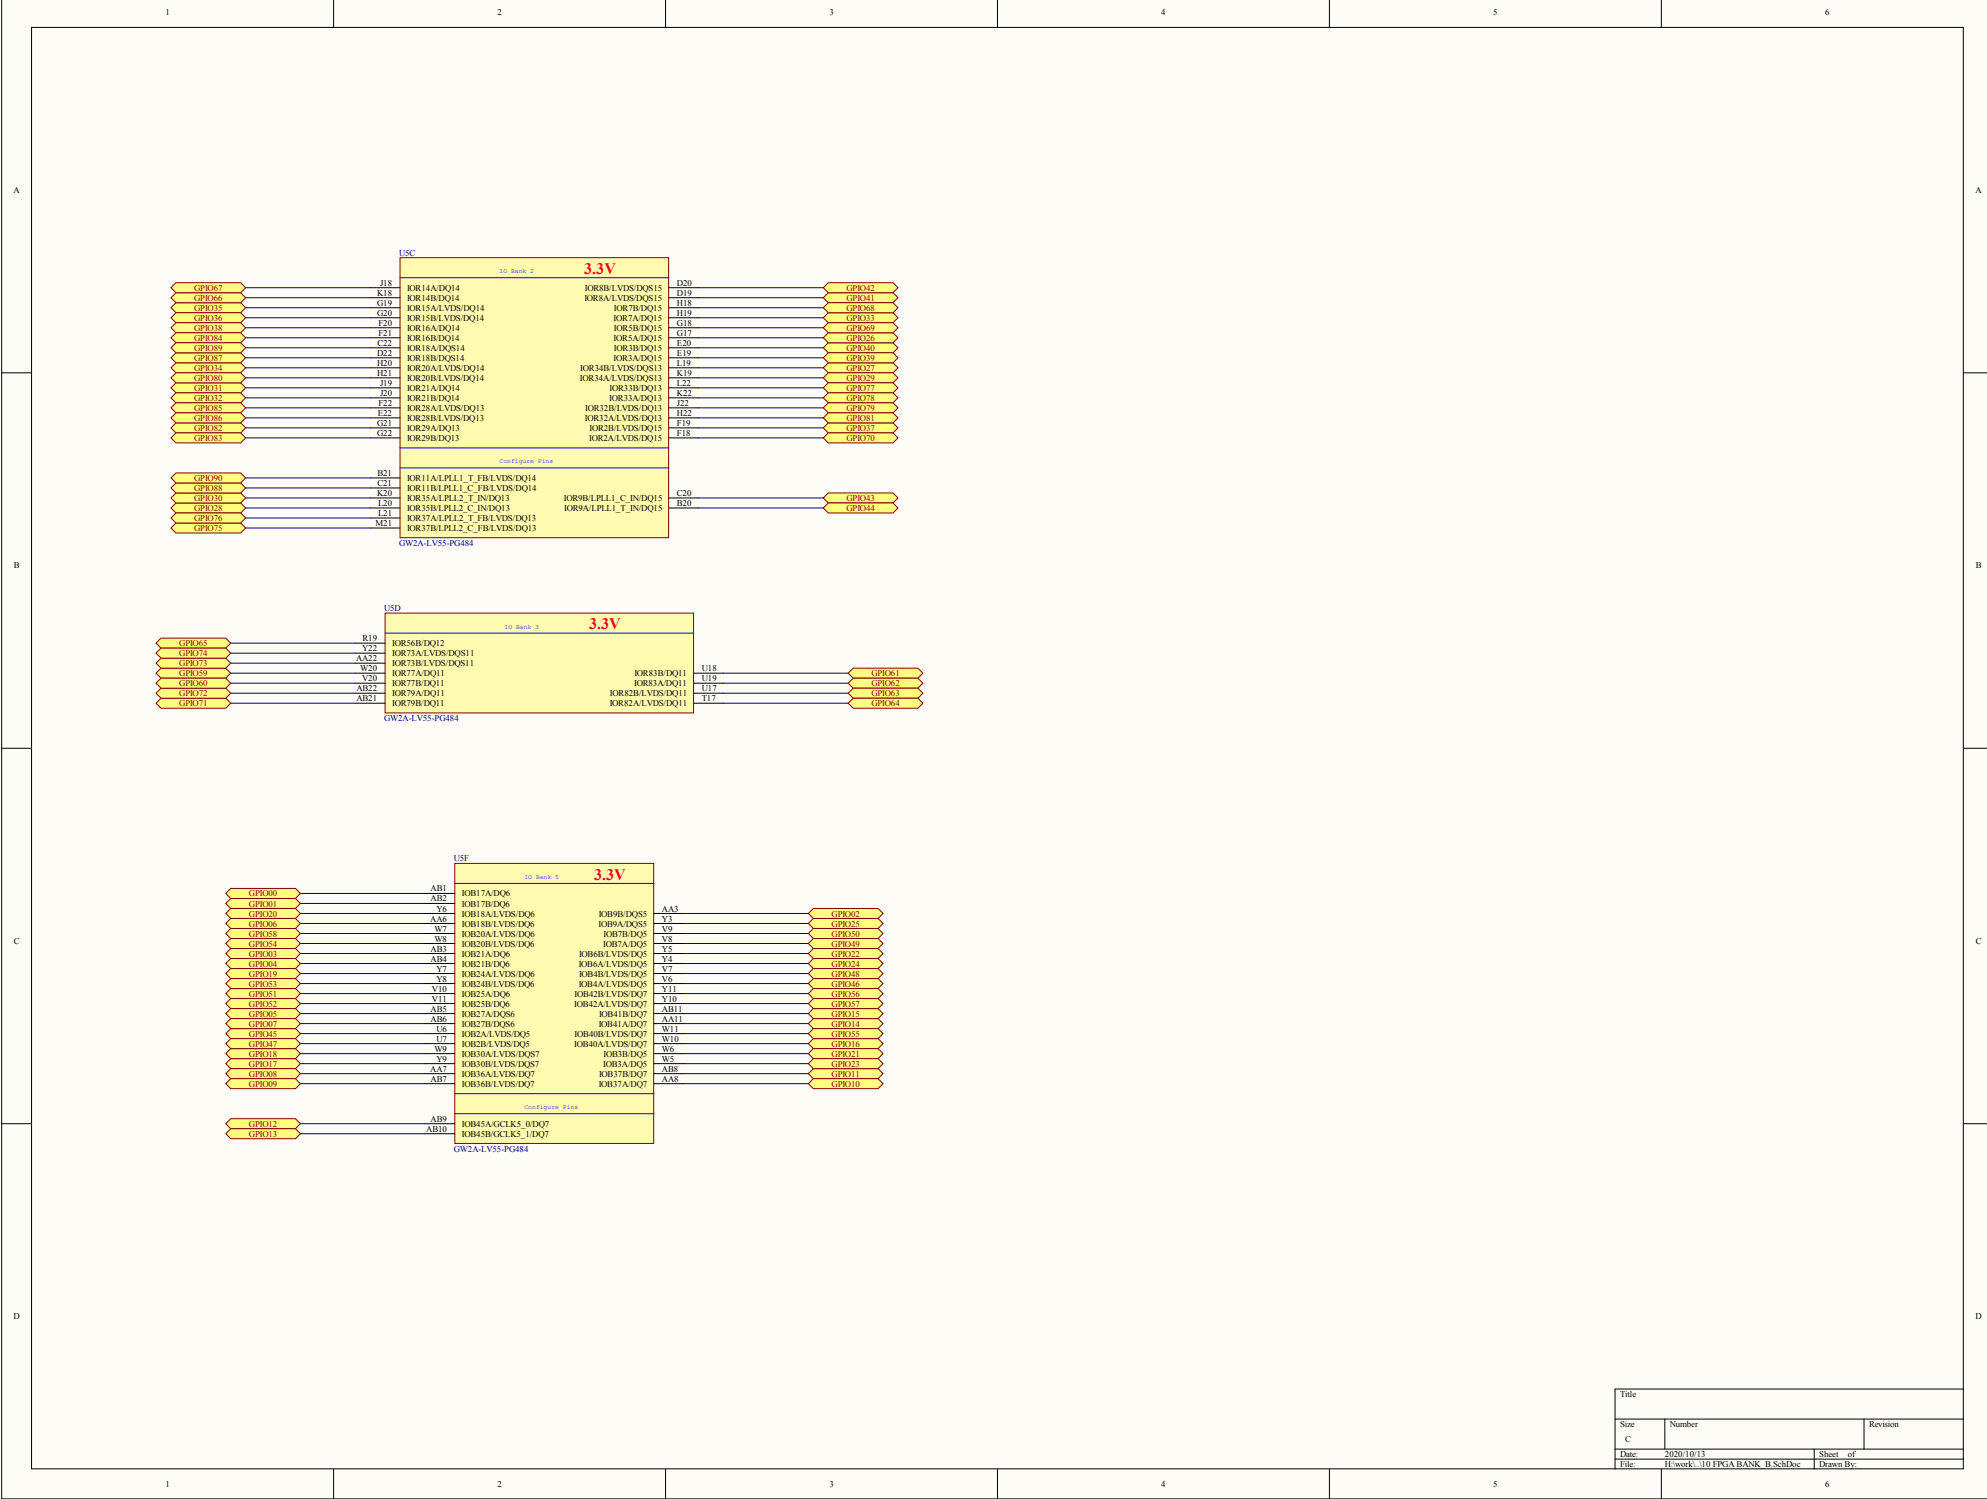 1 2 3 4 5 6
A A
U5C
IO Bank 2 3.3V
GPIO67 J18 IOR14A/DQ14 IOR8B/LVDS/DQS15 D20 GPIO42
GPIO66 K18 IOR14B/DQ14 IOR8A/LVDS/DQS15 D19 GPIO41
GPIO35 G19 IOR15A/LVDS/DQ14 IOR7B/DQ15 H18 GPIO68
GPIO36 G20 IOR15B/LVDS/DQ14 IOR7A/DQ15 H19 GPIO33
GPIO38 F20 IOR16A/DQ14 IOR5B/DQ15 G18 GPIO69
GPIO84 F21 IOR16B/DQ14 IOR5A/DQ15 G17 GPIO26
GPIO89 C22 IOR18A/DQS14 IOR3B/DQ15 E20 GPIO40
GPIO87 D22 IOR18B/DQS14 IOR3A/DQ15 E19 GPIO39
GPIO34 H20 IOR20A/LVDS/DQ14 IOR34B/LVDS/DQS13 L19 GPIO27
GPIO80 H21 IOR20B/LVDS/DQ14 IOR34A/LVDS/DQS13 K19 GPIO29
GPIO31 J19 IOR21A/DQ14 IOR33B/DQ13 L22 GPIO77
GPIO32 J20 IOR21B/DQ14 IOR33A/DQ13 K22 GPIO78
GPIO85 F22 IOR28A/LVDS/DQ13 IOR32B/LVDS/DQ13 J22 GPIO79
GPIO86 E22 IOR28B/LVDS/DQ13 IOR32A/LVDS/DQ13 H22 GPIO81
GPIO82 G21 IOR29A/DQ13 IOR2B/LVDS/DQ15 F19 GPIO37
GPIO83 G22 IOR29B/DQ13 IOR2A/LVDS/DQ15 F18 GPIO70
Configure Pins
GPIO90 B21 IOR11A/LPLL1_T_FB/LVDS/DQ14
GPIO88 C21 IOR11B/LPLL1_C_FB/LVDS/DQ14
GPIO30 K20 IOR35A/LPLL2_T_IN/DQ13 IOR9B/LPLL1_C_IN/DQ15 C20 GPIO43
GPIO28 L20 IOR35B/LPLL2_C_IN/DQ13 IOR9A/LPLL1_T_IN/DQ15 B20 GPIO44
GPIO76 L21 IOR37A/LPLL2_T_FB/LVDS/DQ13
GPIO75 M21 IOR37B/LPLL2_C_FB/LVDS/DQ13
GW2A-LV55-PG484
B B
U5D
IO Bank 3 3.3V
GPIO65 R19 IOR56B/DQ12
GPIO74 Y22 IOR73A/LVDS/DQS11
GPIO73 AA22 IOR73B/LVDS/DQS11
GPIO59 W20 IOR77A/DQ11 IOR83B/DQ11 U18 GPIO61
GPIO60 V20 IOR77B/DQ11 IOR83A/DQ11 U19 GPIO62
GPIO72 AB22 IOR79A/DQ11 IOR82B/LVDS/DQ11 U17 GPIO63
GPIO71 AB21 IOR79B/DQ11 IOR82A/LVDS/DQ11 T17 GPIO64
GW2A-LV55-PG484
U5F
IO Bank 5 3.3V
GPIO00 AB1 IOB17A/DQ6
GPIO01 AB2 IOB17B/DQ6
GPIO20 Y6 IOB18A/LVDS/DQ6 IOB9B/DQS5 AA3 GPIO02
GPIO06 AA6 IOB18B/LVDS/DQ6 IOB9A/DQS5 Y3 GPIO25
GPIO58 W7 IOB20A/LVDS/DQ6 IOB7B/DQ5 V9 GPIO50
C GPIO54 W8 IOB20B/LVDS/DQ6 IOB7A/DQ5 V8 GPIO49 C
GPIO03 AB3 IOB21A/DQ6 IOB6B/LVDS/DQ5 Y5 GPIO22
GPIO04 AB4 IOB21B/DQ6 IOB6A/LVDS/DQ5 Y4 GPIO24
GPIO19 Y7 IOB24A/LVDS/DQ6 IOB4B/LVDS/DQ5 V7 GPIO48
GPIO53 Y8 IOB24B/LVDS/DQ6 IOB4A/LVDS/DQ5 V6 GPIO46
GPIO51 V10 IOB25A/DQ6 IOB42B/LVDS/DQ7 Y11 GPIO56
GPIO52 V11 IOB25B/DQ6 IOB42A/LVDS/DQ7 Y10 GPIO57
GPIO05 AB5 IOB27A/DQS6 IOB41B/DQ7 AB11 GPIO15
GPIO07 AB6 IOB27B/DQS6 IOB41A/DQ7 AA11 GPIO14
GPIO45 U6 IOB2A/LVDS/DQ5 IOB40B/LVDS/DQ7 W11 GPIO55
GPIO47 U7 IOB2B/LVDS/DQ5 IOB40A/LVDS/DQ7 W10 GPIO16
GPIO18 W9 IOB30A/LVDS/DQS7 IOB3B/DQ5 W6 GPIO21
GPIO17 Y9 IOB30B/LVDS/DQS7 IOB3A/DQ5 W5 GPIO23
GPIO08 AA7 IOB36A/LVDS/DQ7 IOB37B/DQ7 AB8 GPIO11
GPIO09 AB7 IOB36B/LVDS/DQ7 IOB37A/DQ7 AA8 GPIO10
Configure Pins
GPIO12 AB9 IOB45A/GCLK5_0/DQ7
GPIO13 AB10 IOB45B/GCLK5_1/DQ7
GW2A-LV55-PG484
D D
Title
Size Number Revision
C
Date: 2020/10/13 Sheet of
File: H:\work\..\10 FPGA BANK_B.SchDoc Drawn By:
1 2 3 4 5 6